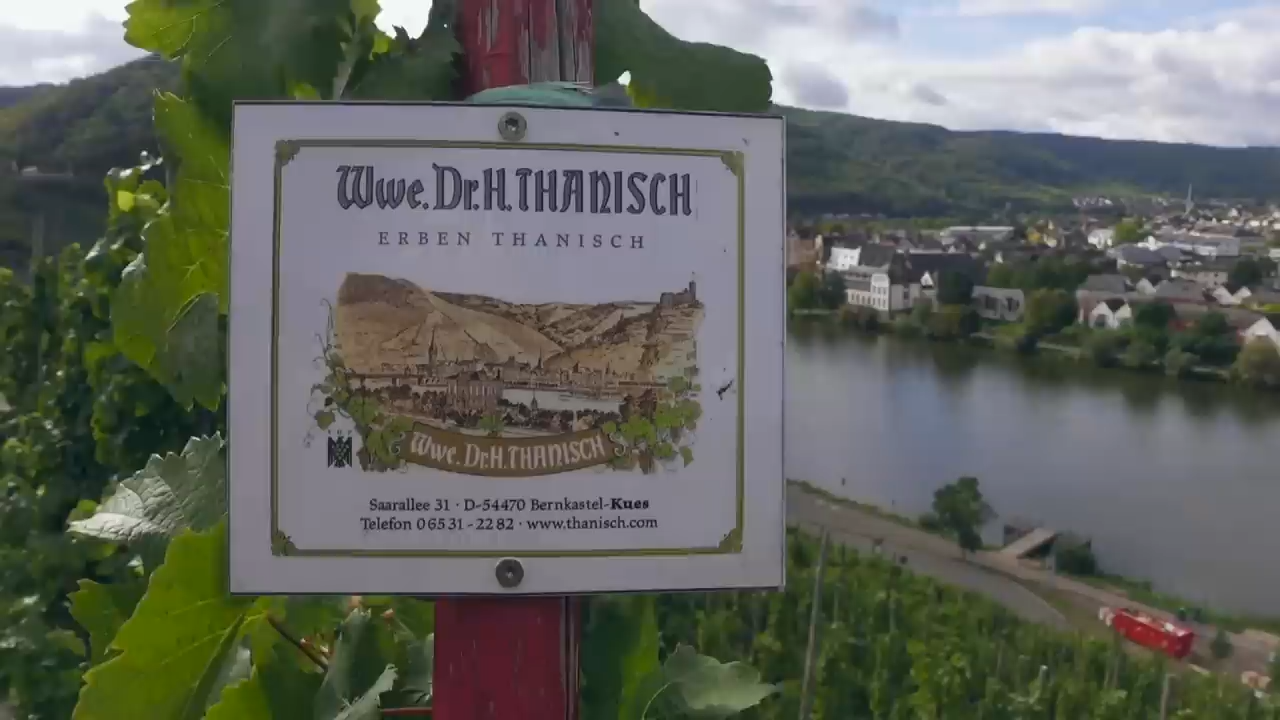 Wwe. Dr. H. THANISCH
ERBEN THANISCH
Wwe. Dr. H. THANISCH
Saarallee 31 · D-54470 Bernkastel-Kues
Telefon 06531-2282 · www.thanisch.com